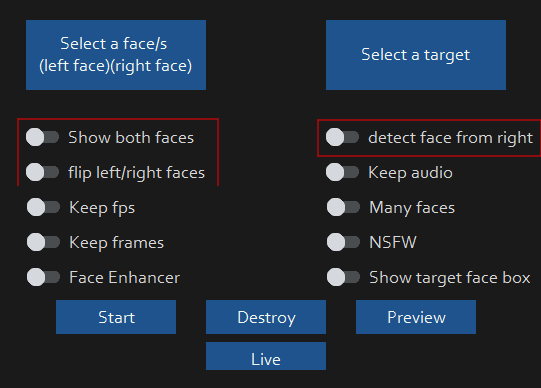 Select a face/s
(left face)(right face)
Select a target
Show both faces
detect face from right
flip left/right faces
Keep audio
Keep fps
Many faces
Keep frames
NSFW
Face Enhancer
Show target face box
Start
Destroy
Preview
Live